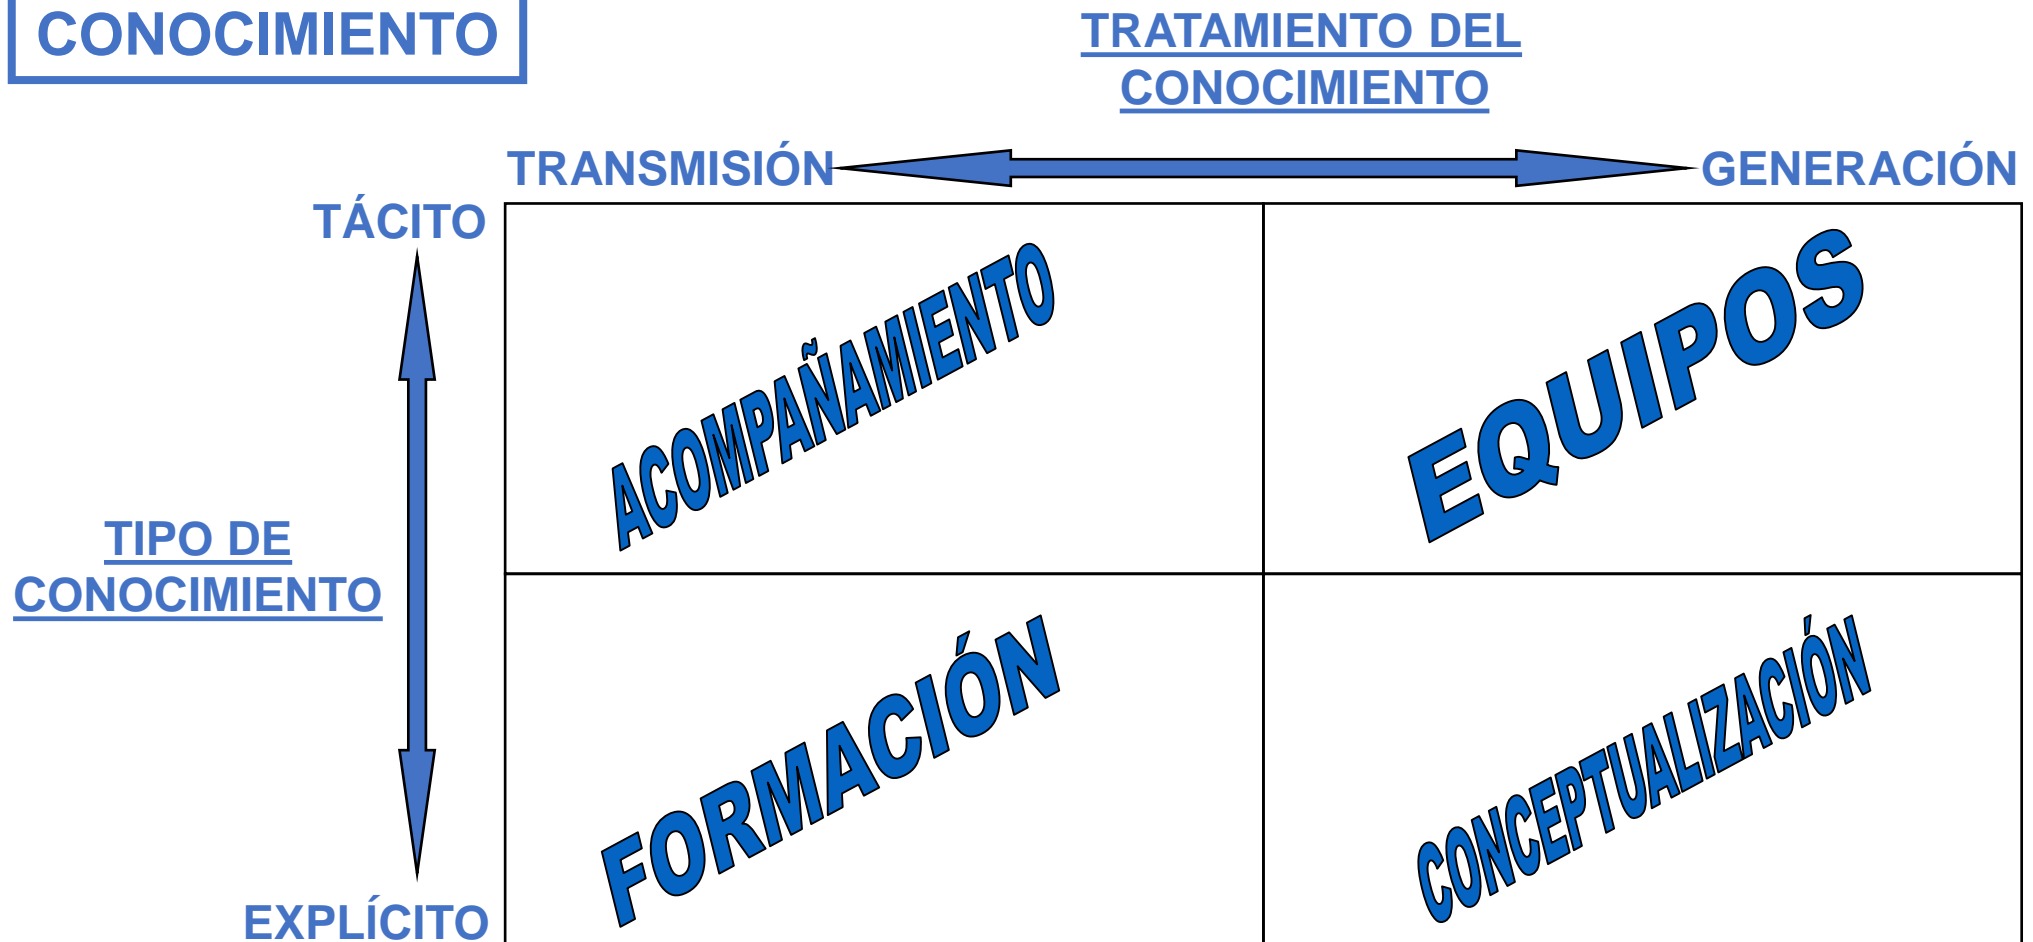 CONOCIMIENTO
TRATAMIENTO DEL
CONOCIMIENTO
TRANSMISIÓN
GENERACIÓN
TÁCITO
ACOMPAÑAMIENTO
EQUIPOS
TIPO DE
CONOCIMIENTO
FORMACIÓN
CONCEPTUALIZACIÓN
EXPLÍCITO